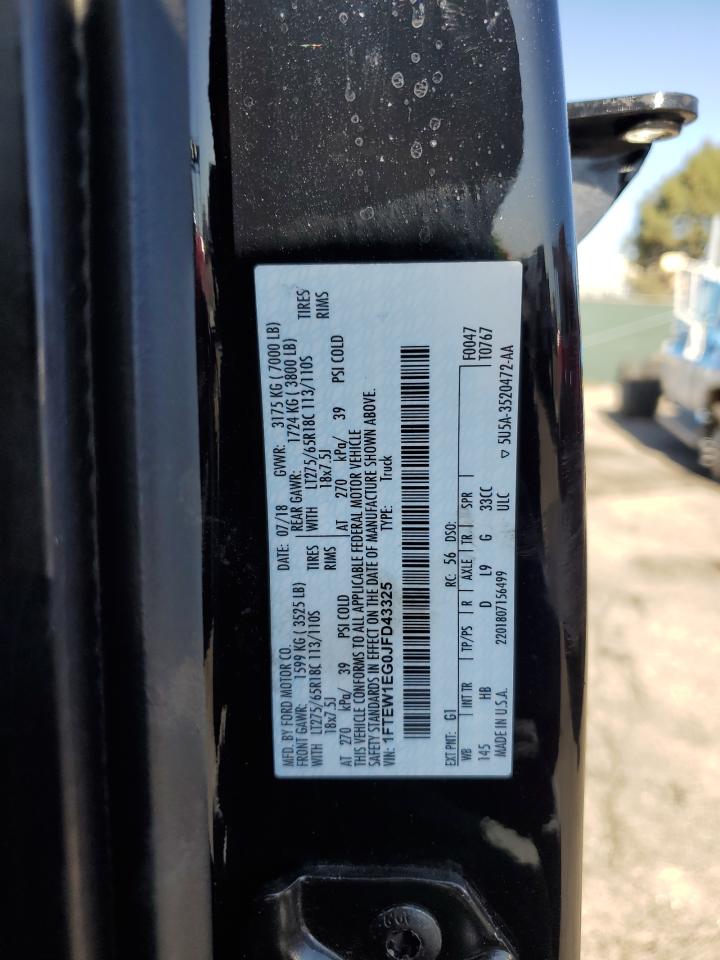 MFD. BY FORD MOTOR CO.
DATE: 07/18 GVWR: 3175 KG ( 7000 LB)
FRONT GAWR: 1599 KG ( 3525 LB)
REAR GAWR: 1724 KG ( 3800 LB)
WITH LT275/65R18C 113/110S TIRES
WITH LT275/65R18C 113/110S TIRES
18x7.5J RIMS
18x7.5J RIMS
AT 270 kPa/ 39 PSI COLD
AT 270 kPa/ 39 PSI COLD
THIS VEHICLE CONFORMS TO ALL APPLICABLE FEDERAL MOTOR VEHICLE
SAFETY STANDARDS IN EFFECT ON THE DATE OF MANUFACTURE SHOWN ABOVE.
VIN: 1FTEW1EG0JFD43325 TYPE: Truck
EXT PNT: G1 RC: 56 DSO: F0047
T0767
WB INT TR TP/PS R AXLE TR SPR
145 HB D L9 G 33CC
MADE IN U.S.A. 2201807156499 ULC
▽ 5U5A-3520472-AA